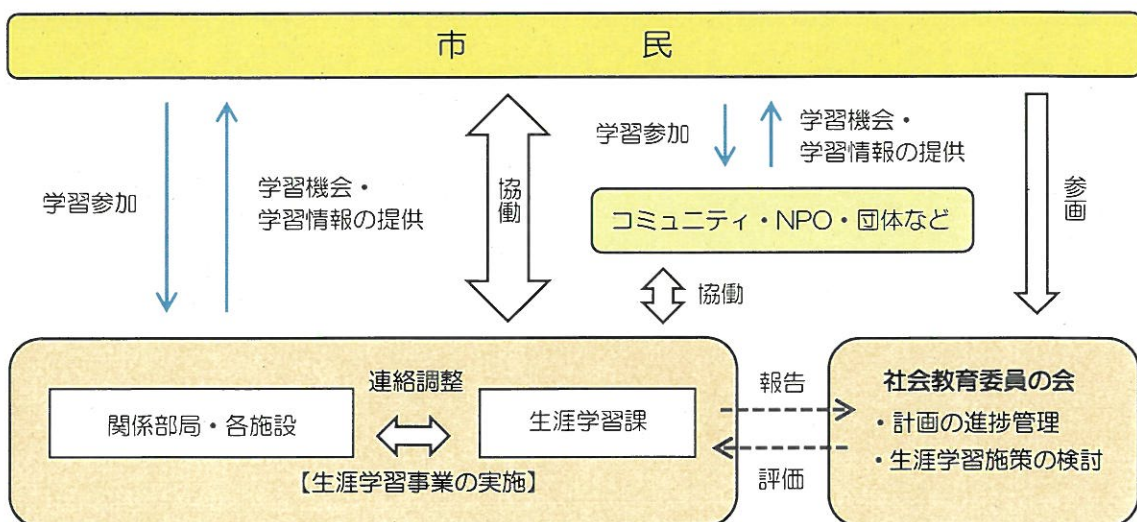 市 民
学習参加
学習機会・
学習情報の提供
協働
学習参加
学習機会・
学習情報の提供
参画
コミュニティ・NPO・団体など
協働
連絡調整
関係部局・各施設
生涯学習課
【生涯学習事業の実施】
報告
評価
社会教育委員の会
・計画の進捗管理
・生涯学習施策の検討